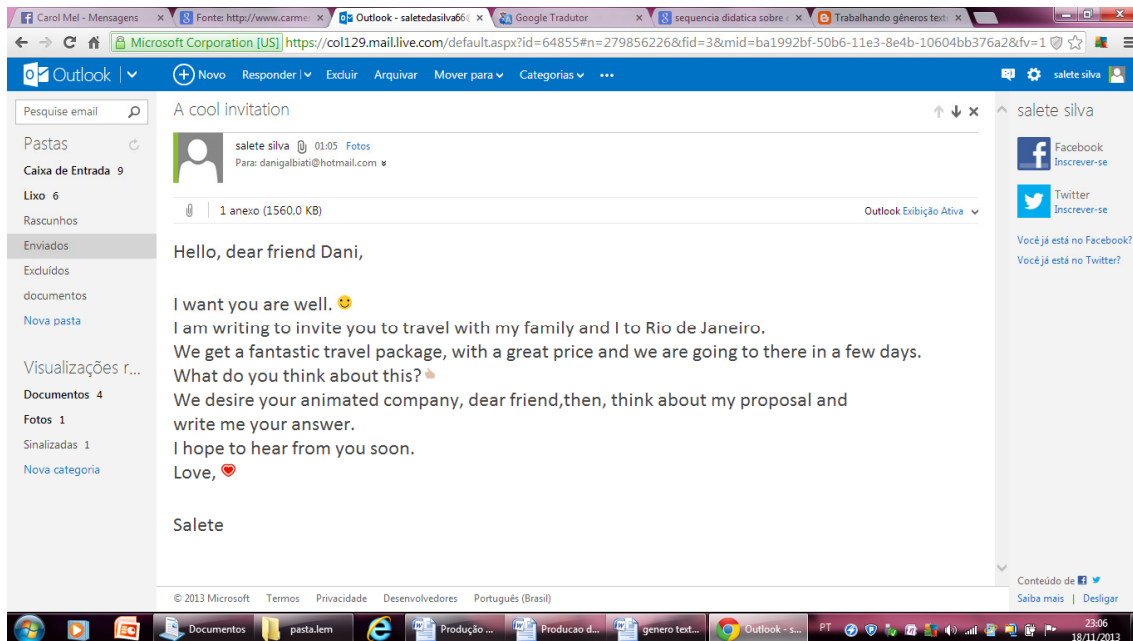 Carol Mel - Mensagens
Fonte: http://www.carme
Outlook - saletedasilva66
Google Tradutor
sequencia didatica sobre
Trabalhando gêneros text
Microsoft Corporation [US] https://col129.mail.live.com/default.aspx?id=64855#n=279856226&fid=3&mid=ba1992bf-50b6-11e3-8e4b-10604bb376a2&fv=1
Outlook
Novo Responder Excluir Arquivar Mover para Categorias
salete silva
Pesquise email
Pastas
Caixa de Entrada 9
Lixo 6
Rascunhos
Enviados
Excluídos
documentos
Nova pasta
Visualizações r...
Documentos 4
Fotos 1
Sinalizadas 1
Nova categoria
A cool invitation
salete silva 01:05 Fotos
Para: danigalbiati@hotmail.com
1 anexo (1560,0 KB)
Outlook Exibição Ativa
Hello, dear friend Dani,
I want you are well.
I am writing to invite you to travel with my family and I to Rio de Janeiro.
We get a fantastic travel package, with a great price and we are going to there in a few days.
What do you think about this?
We desire your animated company, dear friend,then, think about my proposal and
write me your answer.
I hope to hear from you soon.
Love,
Salete
salete silva
Facebook
Inscrever-se
Twitter
Inscrever-se
Você já está no Facebook?
Você já está no Twitter?
Conteúdo de
Saiba mais | Desligar
© 2013 Microsoft Termos Privacidade Desenvolvedores Português (Brasil)
Documentos
pasta.lem
Produção ...
Producao d...
genero text...
Outlook - s...
PT
23:06
18/11/2013